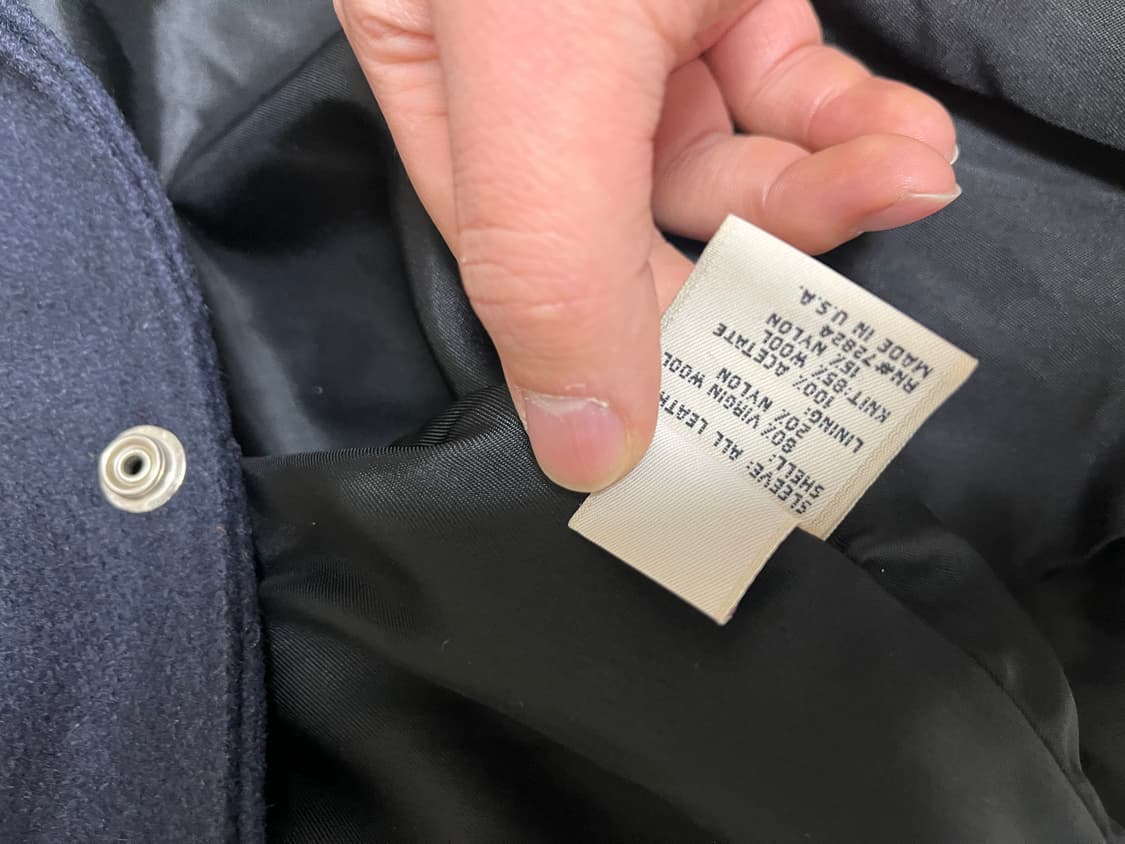 SLEEVE: ALL LEATH
SHELL:
80% VIRGIN WOOL
20% NYLON
LINING:
100% ACETATE
KNIT:85% WOOL
15% NYLON
RN#72824
MADE IN U.S.A.